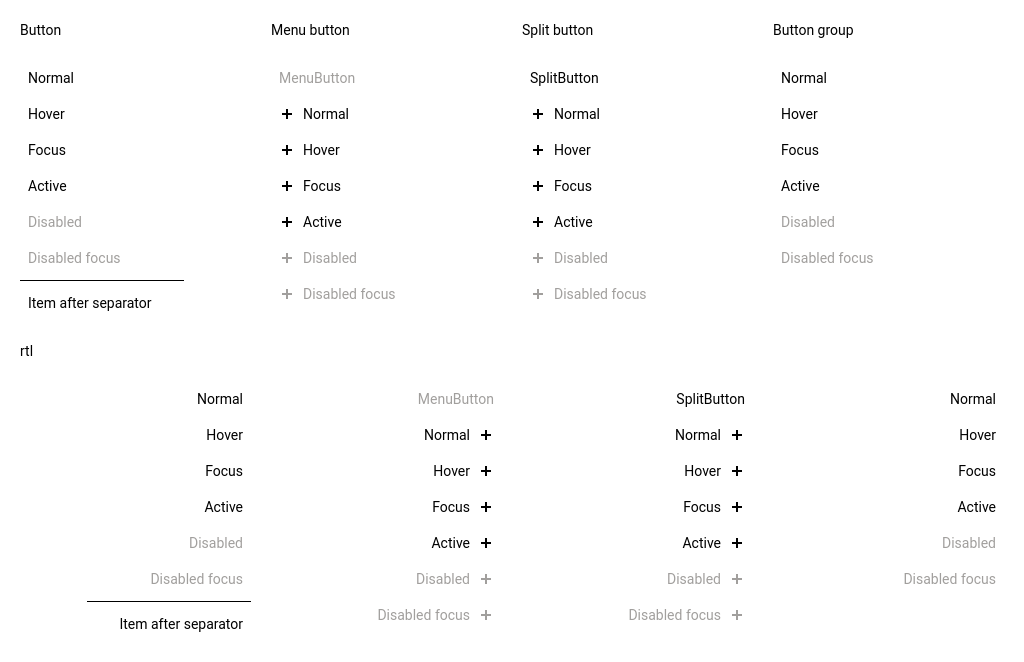 Button
Normal
Hover
Focus
Active
Disabled
Disabled focus
Item after separator
Menu button
MenuButton
Normal
Hover
Focus
Active
Disabled
Disabled focus
Split button
SplitButton
Normal
Hover
Focus
Active
Disabled
Disabled focus
Button group
Normal
Hover
Focus
Active
Disabled
Disabled focus
rtl
Normal
Hover
Focus
Active
Disabled
Disabled focus
Item after separator
MenuButton
Normal
Hover
Focus
Active
Disabled
Disabled focus
SplitButton
Normal
Hover
Focus
Active
Disabled
Disabled focus
Normal
Hover
Focus
Active
Disabled
Disabled focus